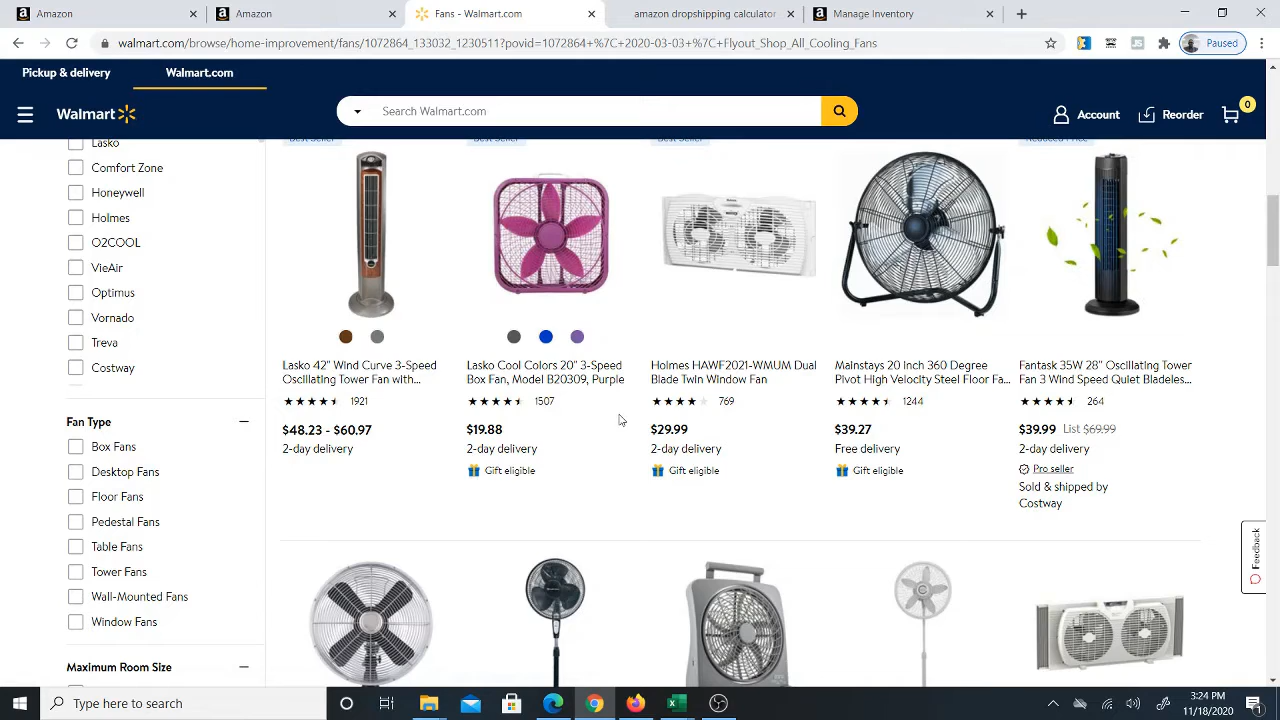 Amazon
Amazon
Fans - Walmart.com
amazon dropshipping calculator
Manage Inventory
walmart.com/browse/home-improvement/fans/1072864_133032_1230511?povid=1072864+%7C+2020-03-03+%7C+Flyout_Shop_All_Cooling_Fans
Paused
Pickup & delivery
Walmart.com
Walmart
Search Walmart.com
Account
Reorder
0
Lasko
Comfort Zone
Honeywell
Holmes
O2COOL
VieAir
Optimus
Vornado
Treva
Costway
Fan Type
Box Fans
Desktop Fans
Floor Fans
Pedestal Fans
Table Fans
Tower Fans
Wall-Mounted Fans
Window Fans
Maximum Room Size
Best Seller
Best Seller
Best Seller
Reduced Price
Lasko 42" Wind Curve 3-Speed
Oscillating Tower Fan with...
1921
$48.23 - $60.97
2-day delivery
Lasko Cool Colors 20" 3-Speed
Box Fan, Model B20309, Purple
1507
$19.88
2-day delivery
Gift eligible
Holmes HAWF2021-WMUM Dual
Blade Twin Window Fan
769
$29.99
2-day delivery
Gift eligible
Mainstays 20 Inch 360 Degree
Pivot High Velocity Steel Floor Fa...
1244
$39.27
Free delivery
Gift eligible
Fantask 35W 28" Oscillating Tower
Fan 3 Wind Speed Quiet Bladeles...
264
$39.99 List $69.99
2-day delivery
Pro seller
Sold & shipped by
Costway
Feedback
Type here to search
3:24 PM
11/18/2020